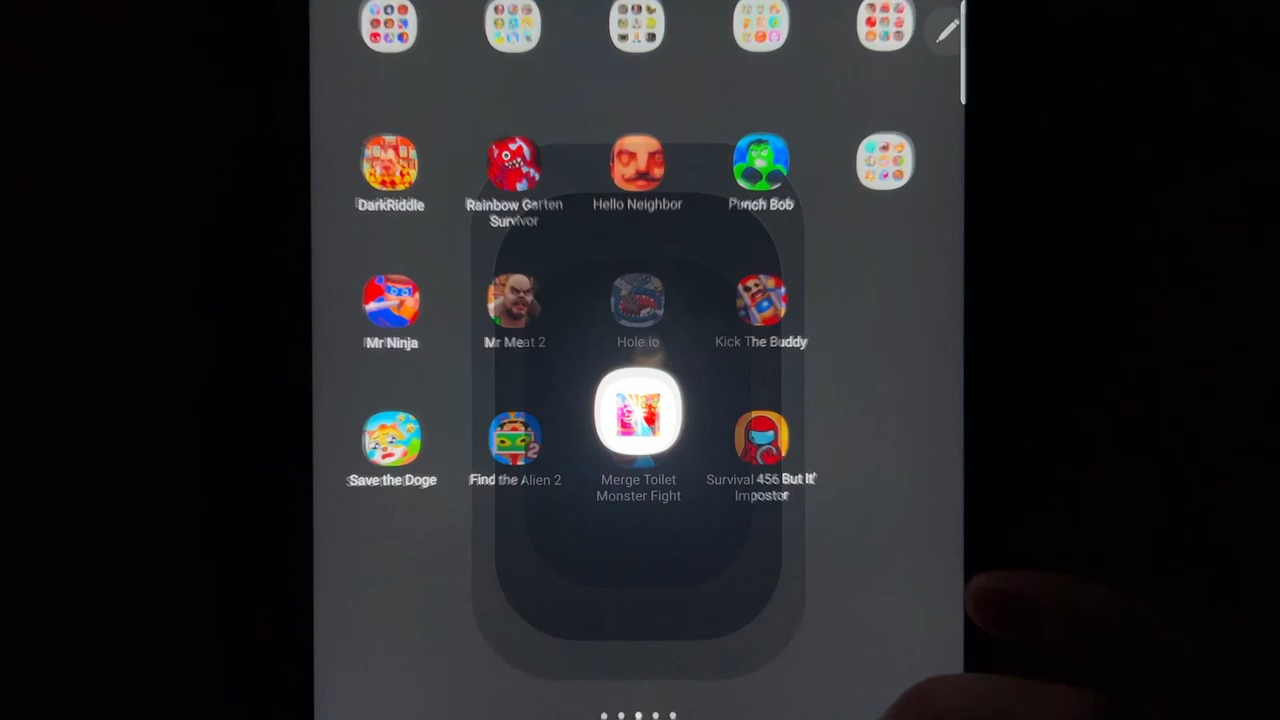 DarkRiddle
Rainbow Garten
Survivor
Hello Neighbor
Punch Bob
Mr Ninja
Mr Meat 2
Hole.io
Kick The Buddy
Save the Doge
Find the Alien 2
2
Merge Toilet
Monster Fight
Survival 456 But It'
Impostor